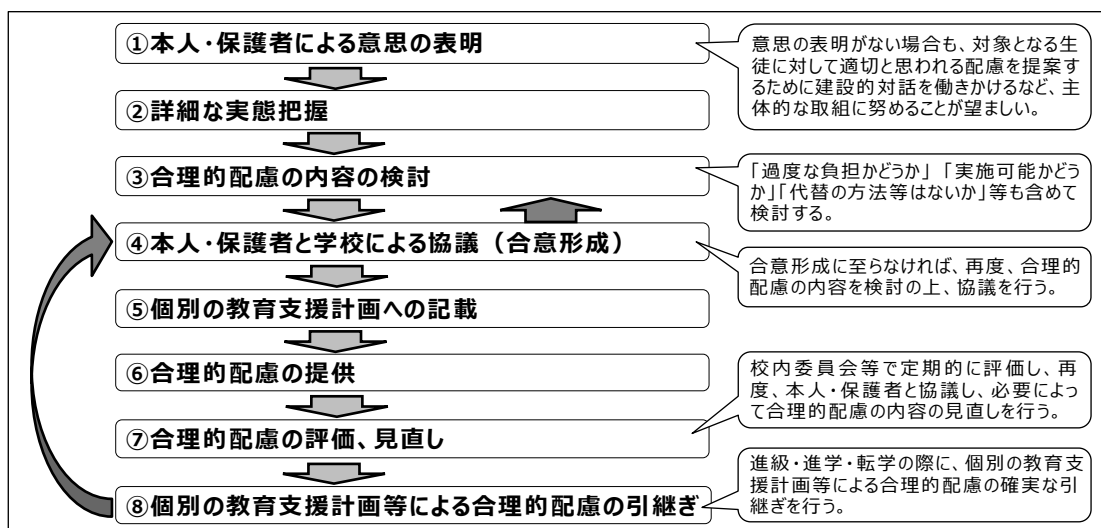 ①本人・保護者による意思の表明
意思の表明がない場合も、対象となる生
徒に対して適切と思われる配慮を提案す
るために建設的対話を働きかけるなど、主
体的な取組に努めることが望ましい。
②詳細な実態把握
③合理的配慮の内容の検討
「過度な負担かどうか」「実施可能かどう
か」「代替の方法等はないか」等も含めて
検討する。
④本人・保護者と学校による協議（合意形成）
合意形成に至らなければ、再度、合理的
配慮の内容を検討の上、協議を行う。
⑤個別の教育支援計画への記載
⑥合理的配慮の提供
校内委員会等で定期的に評価し、再
度、本人・保護者と協議し、必要によっ
て合理的配慮の内容の見直しを行う。
⑦合理的配慮の評価、見直し
⑧個別の教育支援計画等による合理的配慮の引継ぎ
進級・進学・転学の際に、個別の教育支
援計画等による合理的配慮の確実な引
継ぎを行う。